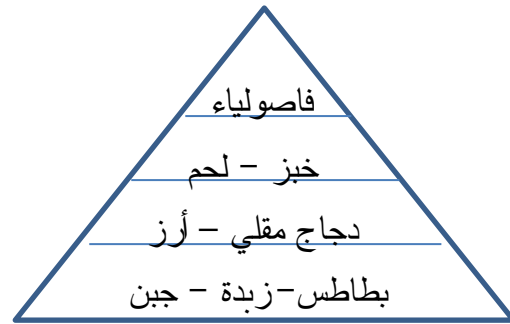 فاصولياء
خبز – لحم
دجاج مقلي – أرز
بطاطس– زبدة – جبن